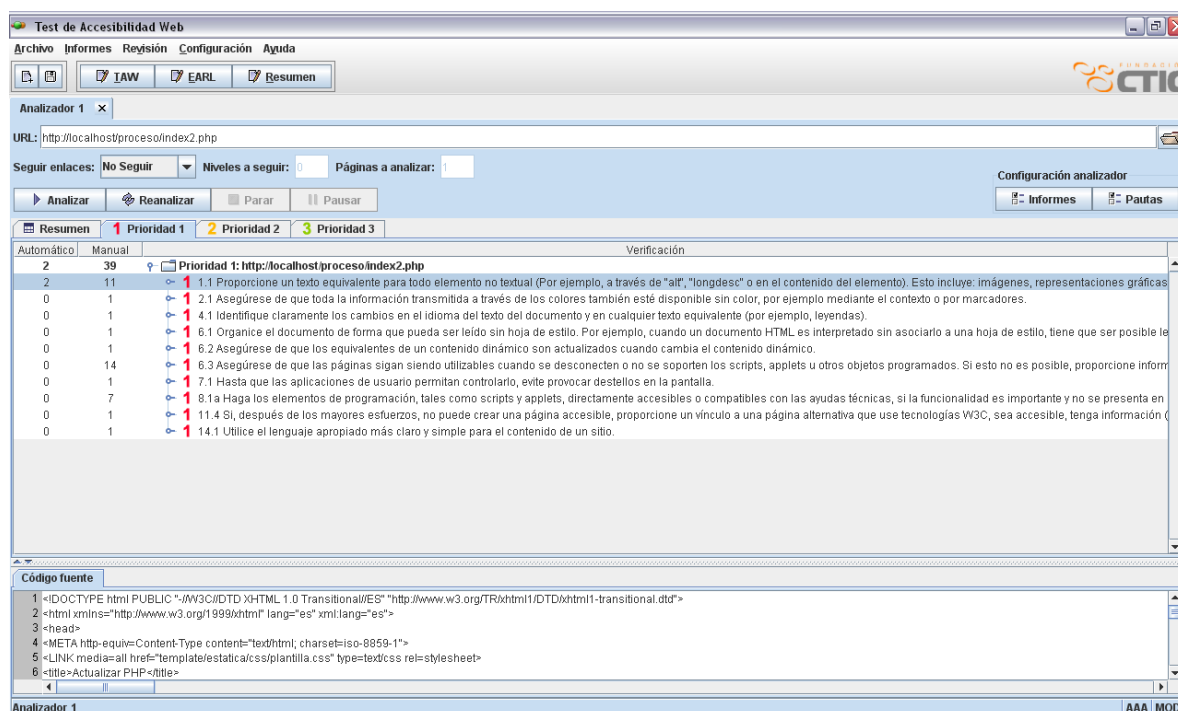 Test de Accesibilidad Web
Archivo Informes Revisión Configuración Ayuda
TAW EARL Resumen
FUNDACIÓ
CTIC
Analizador 1
URL: http://localhost/proceso/index2.php
Seguir enlaces: No Seguir Niveles a seguir: 0 Páginas a analizar: 1
Configuración analizador
Analizar Reanalizar Parar Pausar Informes Pautas
Resumen 1 Prioridad 1 2 Prioridad 2 3 Prioridad 3
Automático Manual Verificación
2 39 Prioridad 1: http://localhost/proceso/index2.php
2 11 1 1.1 Proporcione un texto equivalente para todo elemento no textual (Por ejemplo, a través de "alt", "longdesc" o en el contenido del elemento). Esto incluye: imágenes, representaciones gráficas
0 1 1 2.1 Asegúrese de que toda la información transmitida a través de los colores también esté disponible sin color, por ejemplo mediante el contexto o por marcadores.
0 1 1 4.1 Identifique claramente los cambios en el idioma del texto del documento y en cualquier texto equivalente (por ejemplo, leyendas).
0 1 1 6.1 Organice el documento de forma que pueda ser leído sin hoja de estilo. Por ejemplo, cuando un documento HTML es interpretado sin asociarlo a una hoja de estilo, tiene que ser posible le
0 1 1 6.2 Asegúrese de que los equivalentes de un contenido dinámico son actualizados cuando cambia el contenido dinámico.
0 14 1 6.3 Asegúrese de que las páginas sigan siendo utilizables cuando se desconecten o no se soporten los scripts, applets u otros objetos programados. Si esto no es posible, proporcione inform
0 1 1 7.1 Hasta que las aplicaciones de usuario permitan controlarlo, evite provocar destellos en la pantalla.
0 7 1 8.1a Haga los elementos de programación, tales como scripts y applets, directamente accesibles o compatibles con las ayudas técnicas, si la funcionalidad es importante y no se presenta en
0 1 1 11.4 Si, después de los mayores esfuerzos, no puede crear una página accesible, proporcione un vínculo a una página alternativa que use tecnologías W3C, sea accesible, tenga información (
0 1 1 14.1 Utilice el lenguaje apropiado más claro y simple para el contenido de un sitio.
Código fuente
1 <!DOCTYPE html PUBLIC "-//W3C//DTD XHTML 1.0 Transitional//ES" "http://www.w3.org/TR/xhtml1/DTD/xhtml1-transitional.dtd">
2 <html xmlns="http://www.w3.org/1999/xhtml" lang="es" xml:lang="es">
3 <head>
4 <META http-equiv=Content-Type content="text/html; charset=iso-8859-1">
5 <LINK media=all href="template/estatica/css/plantilla.css" type=text/css rel=stylesheet>
6 <title>Actualizar PHP</title>
Analizador 1 AAA MOD